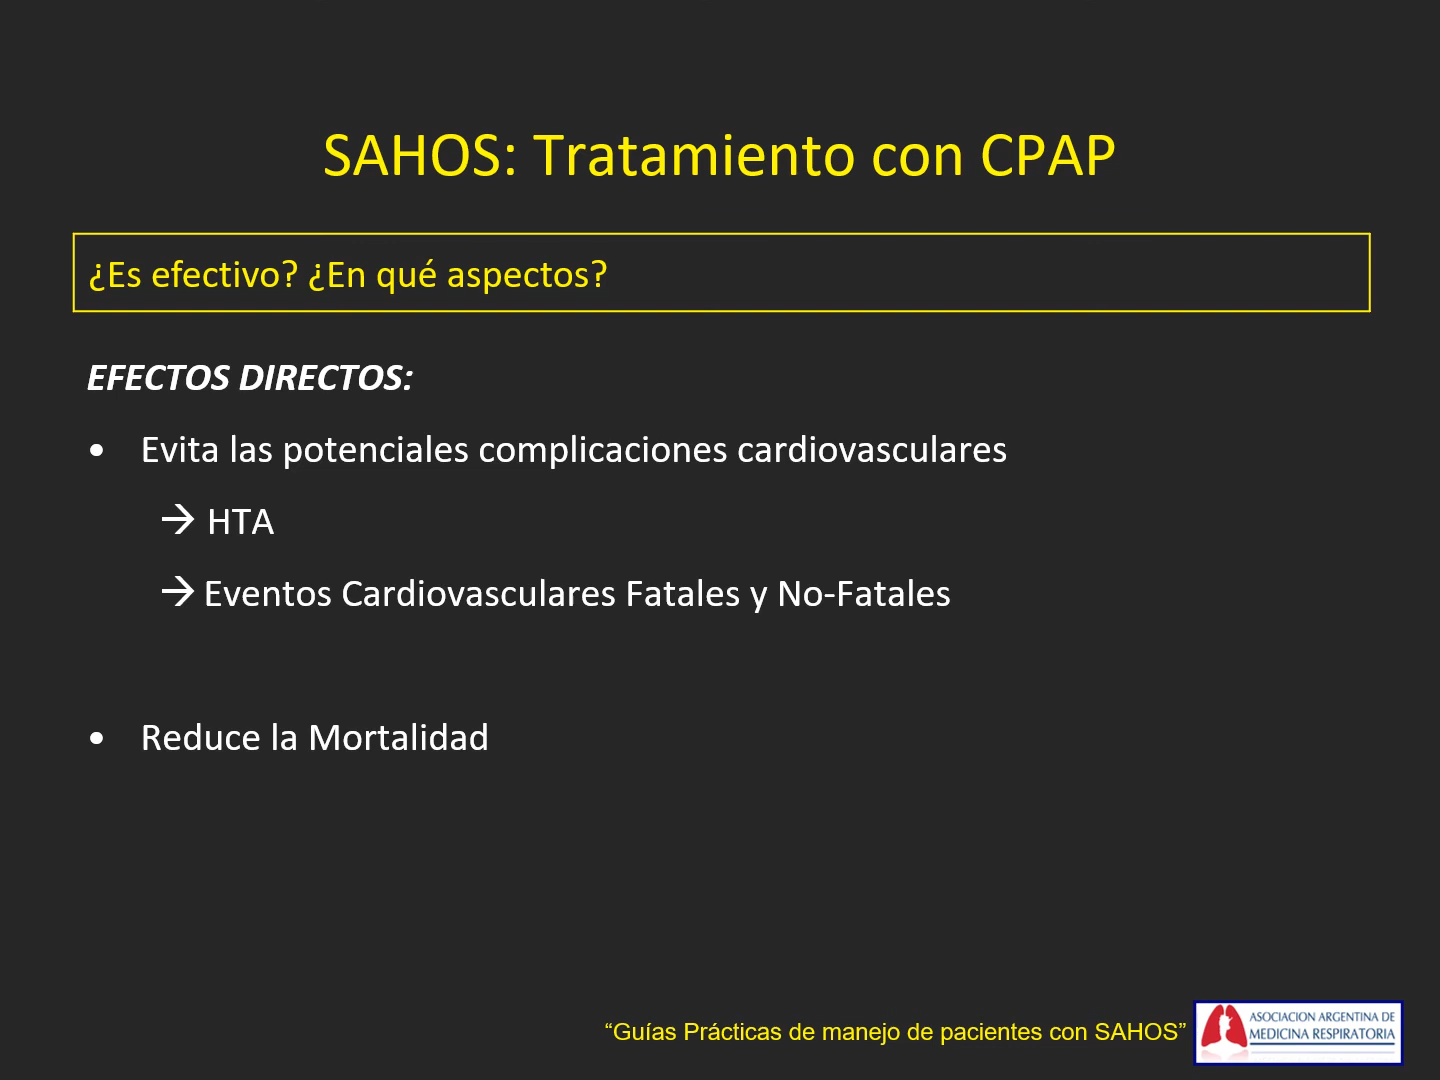 SAHOS: Tratamiento con CPAP
¿Es efectivo? ¿En qué aspectos?
EFECTOS DIRECTOS:
• Evita las potenciales complicaciones cardiovasculares
→ HTA
→ Eventos Cardiovasculares Fatales y No-Fatales
• Reduce la Mortalidad
“Guías Prácticas de manejo de pacientes con SAHOS”
ASOCIACION ARGENTINA DE
MEDICINA RESPIRATORIA